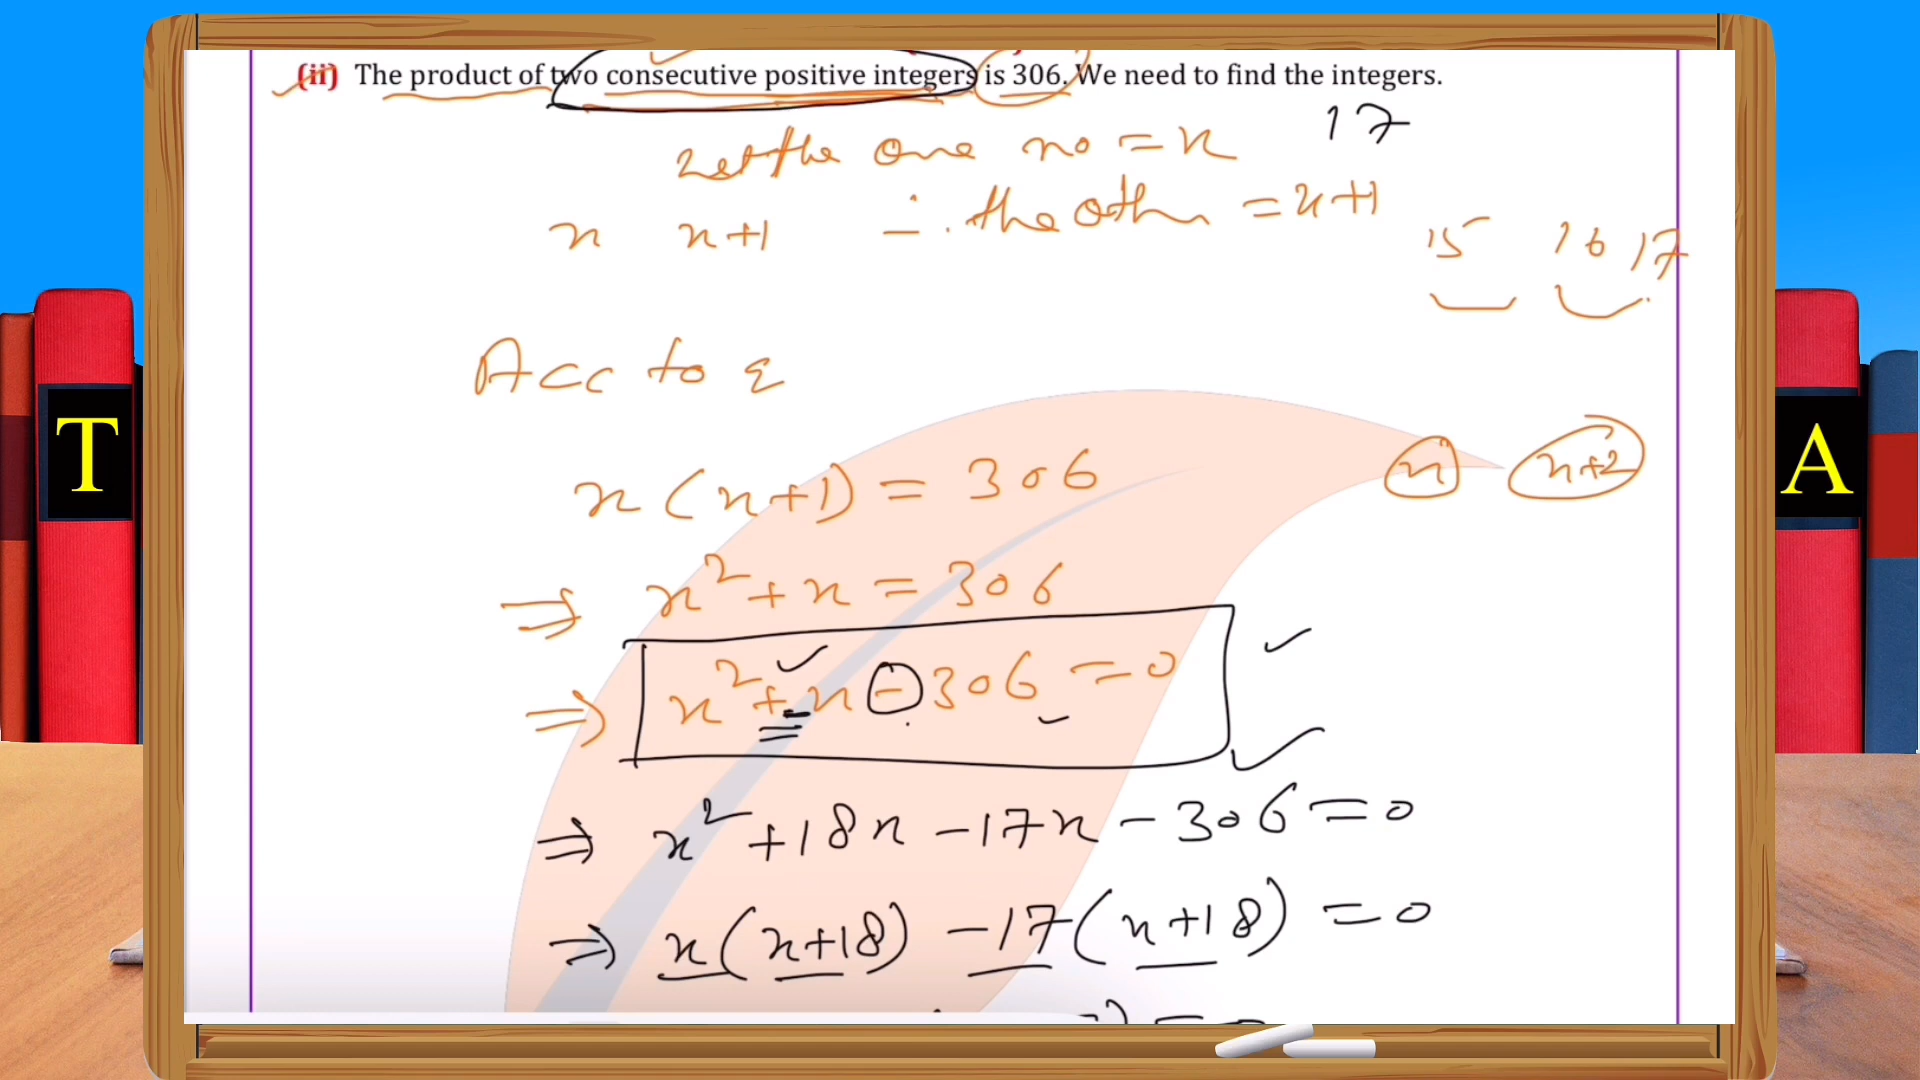 (ii) The product of two consecutive positive integers is 306. We need to find the integers.
17
Let the one no = x
x x+1 ∴ the other = x+1
15 16 17
Acc to q
x x+2
x(x+1) = 306
⇒ x²+x = 306
⇒ x²+x-306 = 0
⇒ x²+18x-17x-306=0
⇒ x(x+18) -17(x+18) =0
T
A